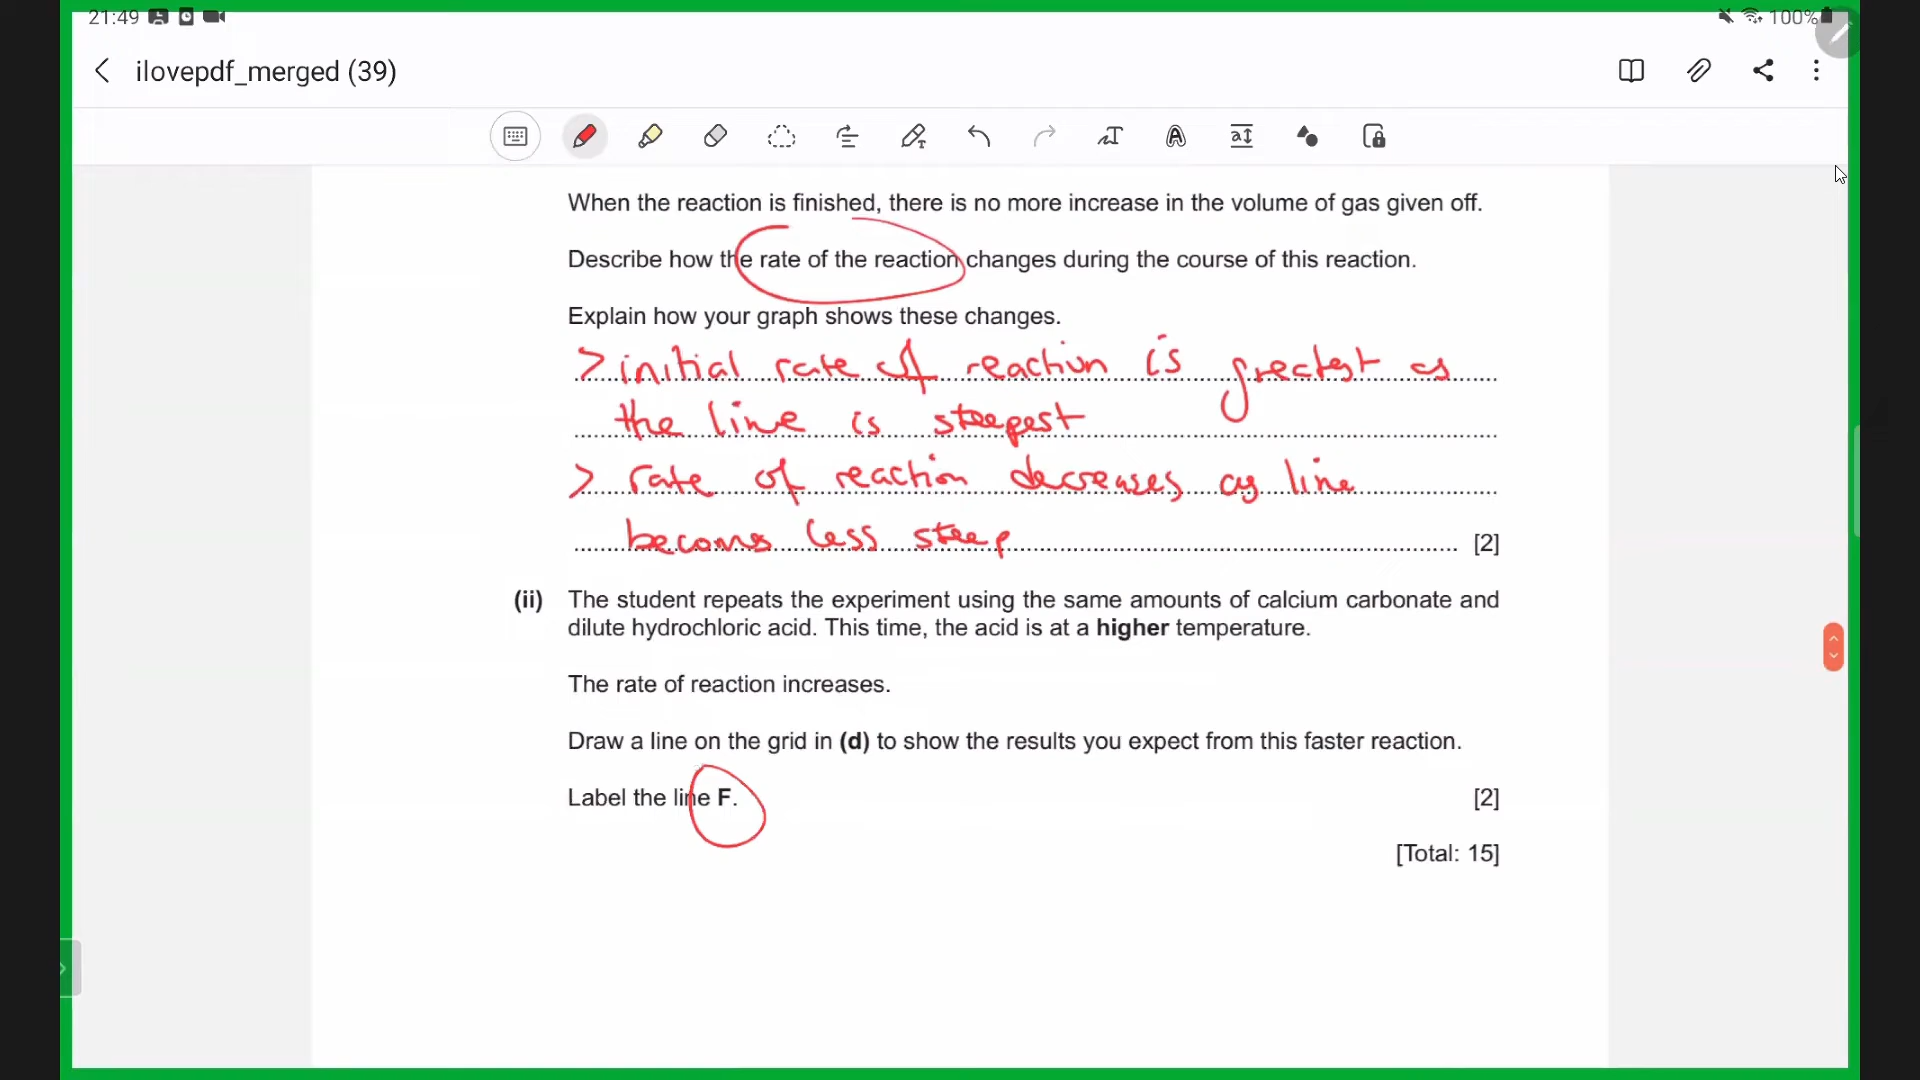 21:49
100%
ilovepdf_merged (39)
When the reaction is finished, there is no more increase in the volume of gas given off.
Describe how the rate of the reaction changes during the course of this reaction.
Explain how your graph shows these changes.
> initial rate of reaction is greatest as
the line is steepest
> rate of reaction decreases as line
becomes less steep
[2]
(ii) The student repeats the experiment using the same amounts of calcium carbonate and
dilute hydrochloric acid. This time, the acid is at a higher temperature.
The rate of reaction increases.
Draw a line on the grid in (d) to show the results you expect from this faster reaction.
Label the line F. [2]
[Total: 15]